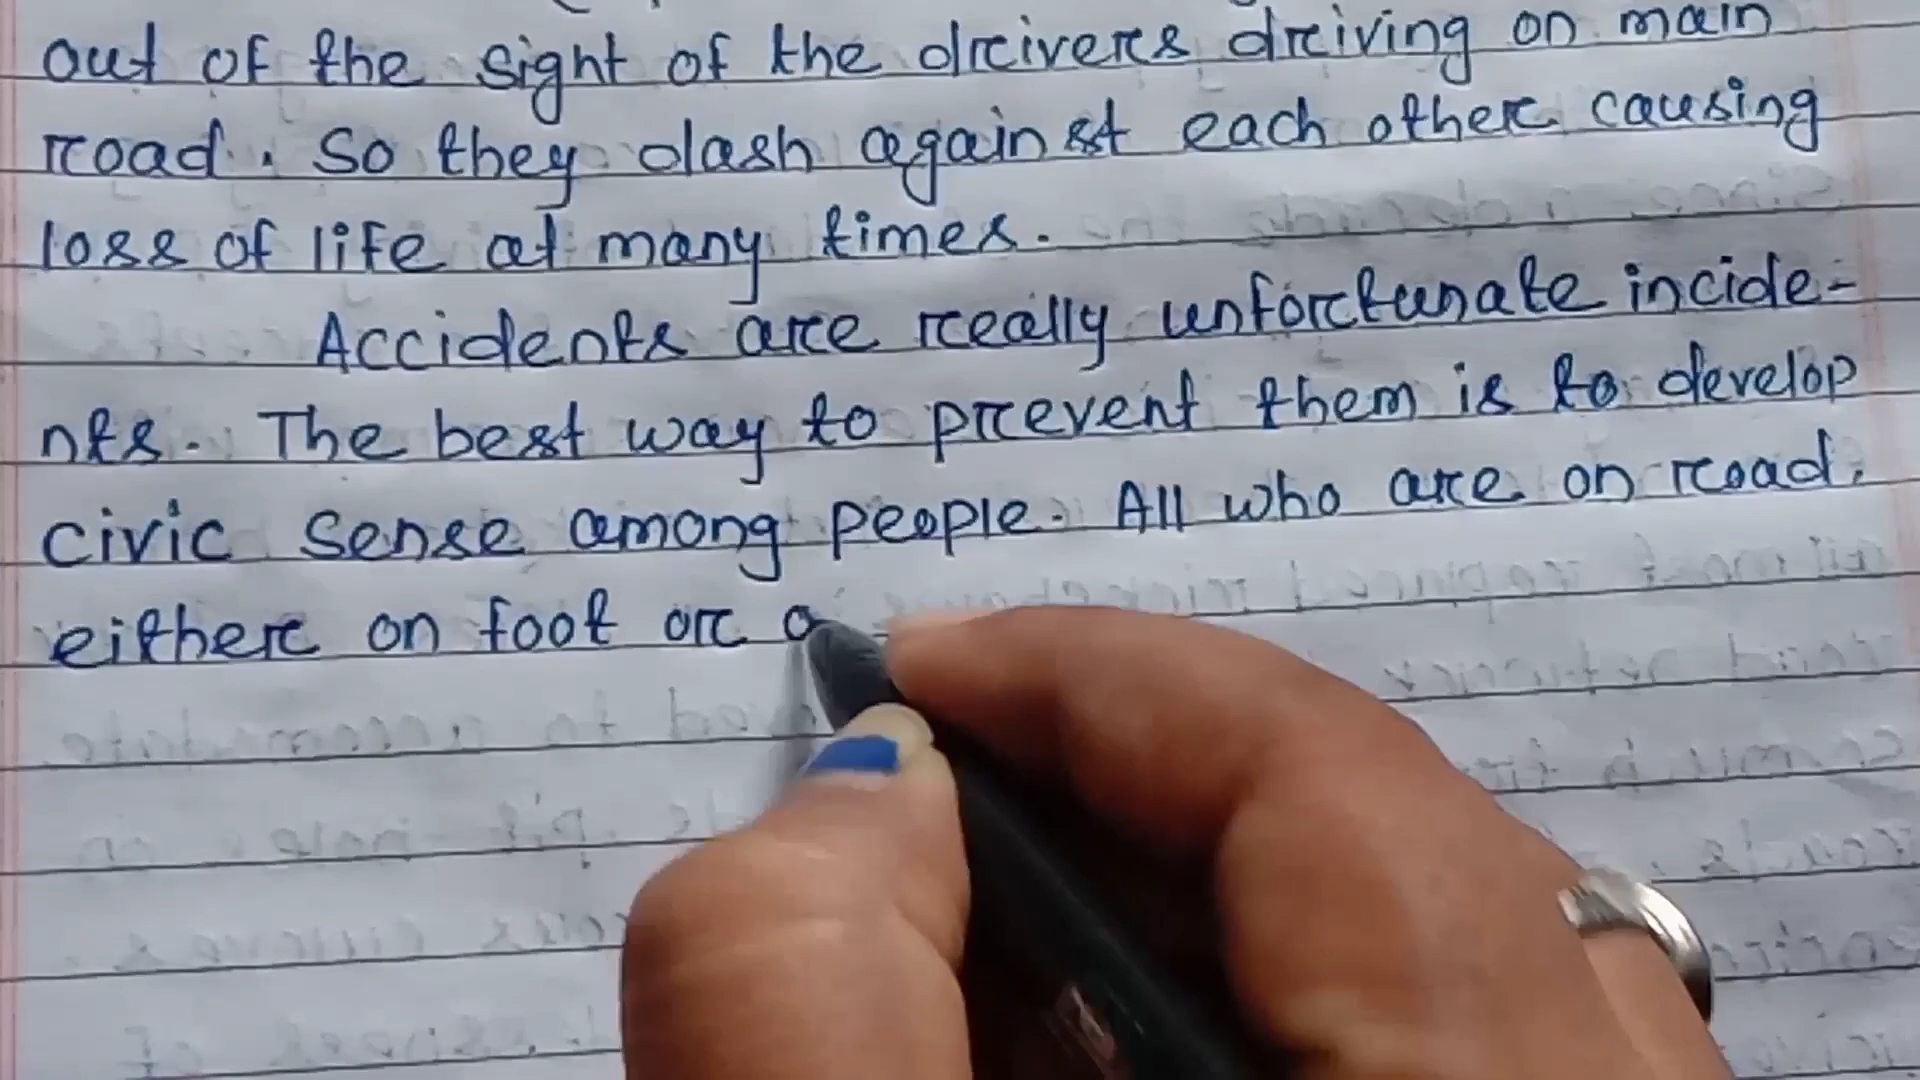 out of the sight of the drivers driving on main
road. So they dash against each other causing
loss of life at many times.
Accidents are really unfortunate incide-
nts. The best way to prevent them is to develop
civic sense among people. All who are on road,
either on foot or o